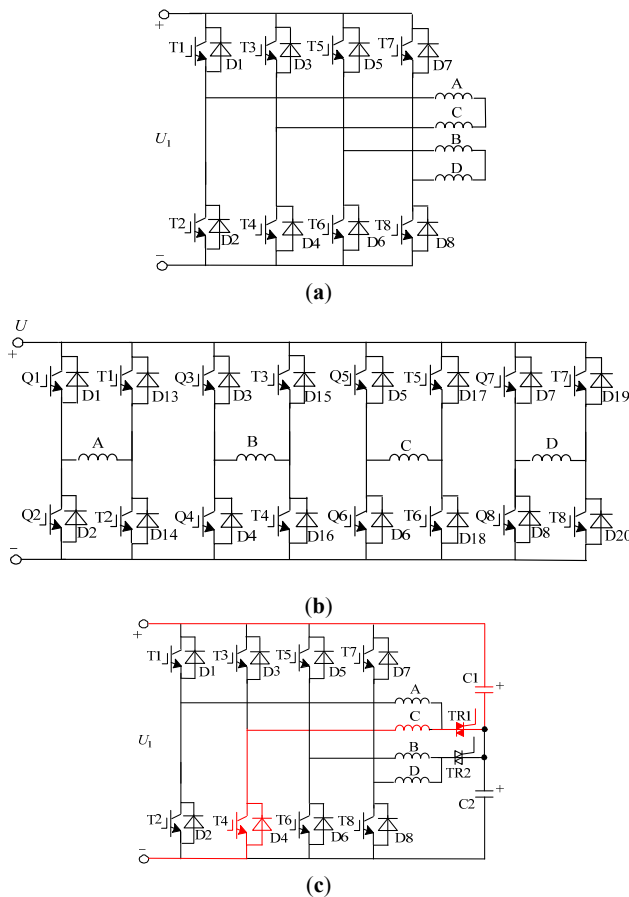 +
T1 T3 T5 T7
D1 D3 D5 D7
A
C
U1
B
D
T2 T4 T6 T8
D2 D4 D6 D8
−
(a)
U
+
Q1 T1 Q3 T3 Q5 T5 Q7 T7
D1 D13 D3 D15 D5 D17 D7 D19
A B C D
Q2 T2 Q4 T4 Q6 T6 Q8 T8
D2 D14 D4 D16 D6 D18 D8 D20
−
(b)
+
T1 T3 T5 T7
D1 D3 D5 D7
C1 +
A
C TR1
U1
B
D TR2
+
C2
T2 T4 T6 T8
D2 D4 D6 D8
−
(c)